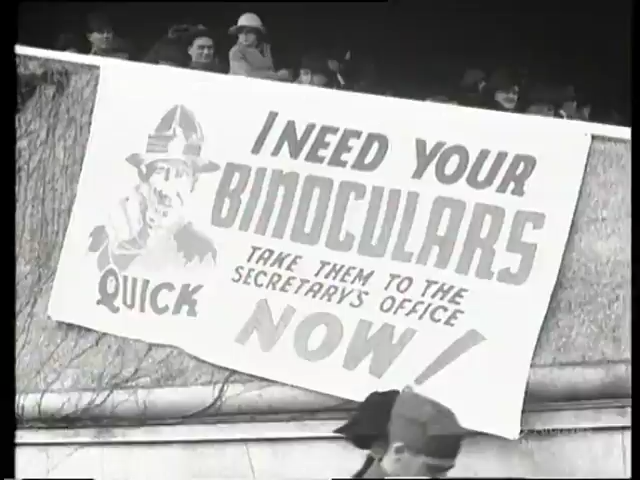 I NEED YOUR
BINOCULARS
TAKE THEM TO THE
SECRETARY'S OFFICE
QUICK
NOW!